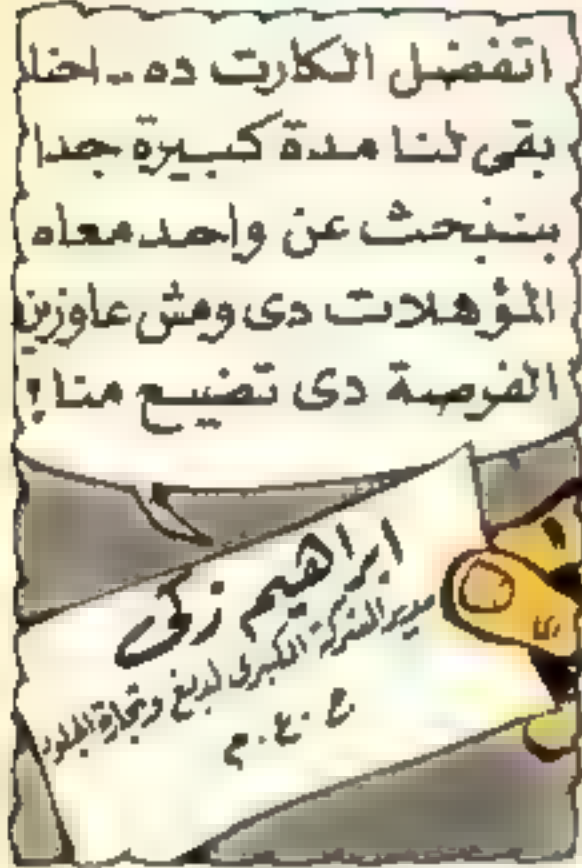 اتفضل الكارت ده .. احنا
بقى لنا مدة كبيرة جدا
بنبحث عن واحد معاه
المؤهلات دى ومش عاوزين
الفرصة دى تضيع منا !
ابراهيم زكى
مدير الشركة الكبرى لدبغ وتجارة الجلود
ج . ع . م